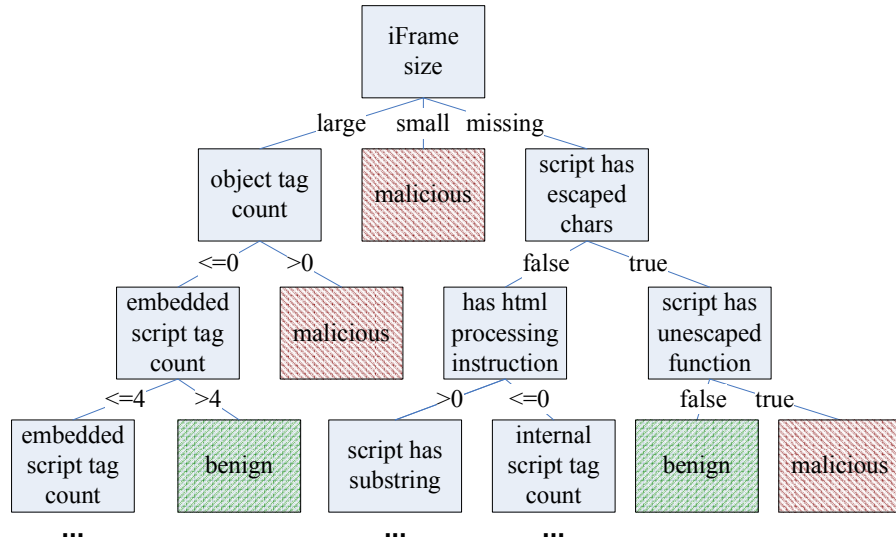 iFrame
size
large small missing
object tag
count
malicious
script has
escaped
chars
<=0 >0 false true
embedded
script tag
count
malicious
has html
processing
instruction
script has
unescaped
function
<=4 >4 >0 <=0 false true
embedded
script tag
count
benign
script has
substring
internal
script tag
count
benign
malicious
... ... ...